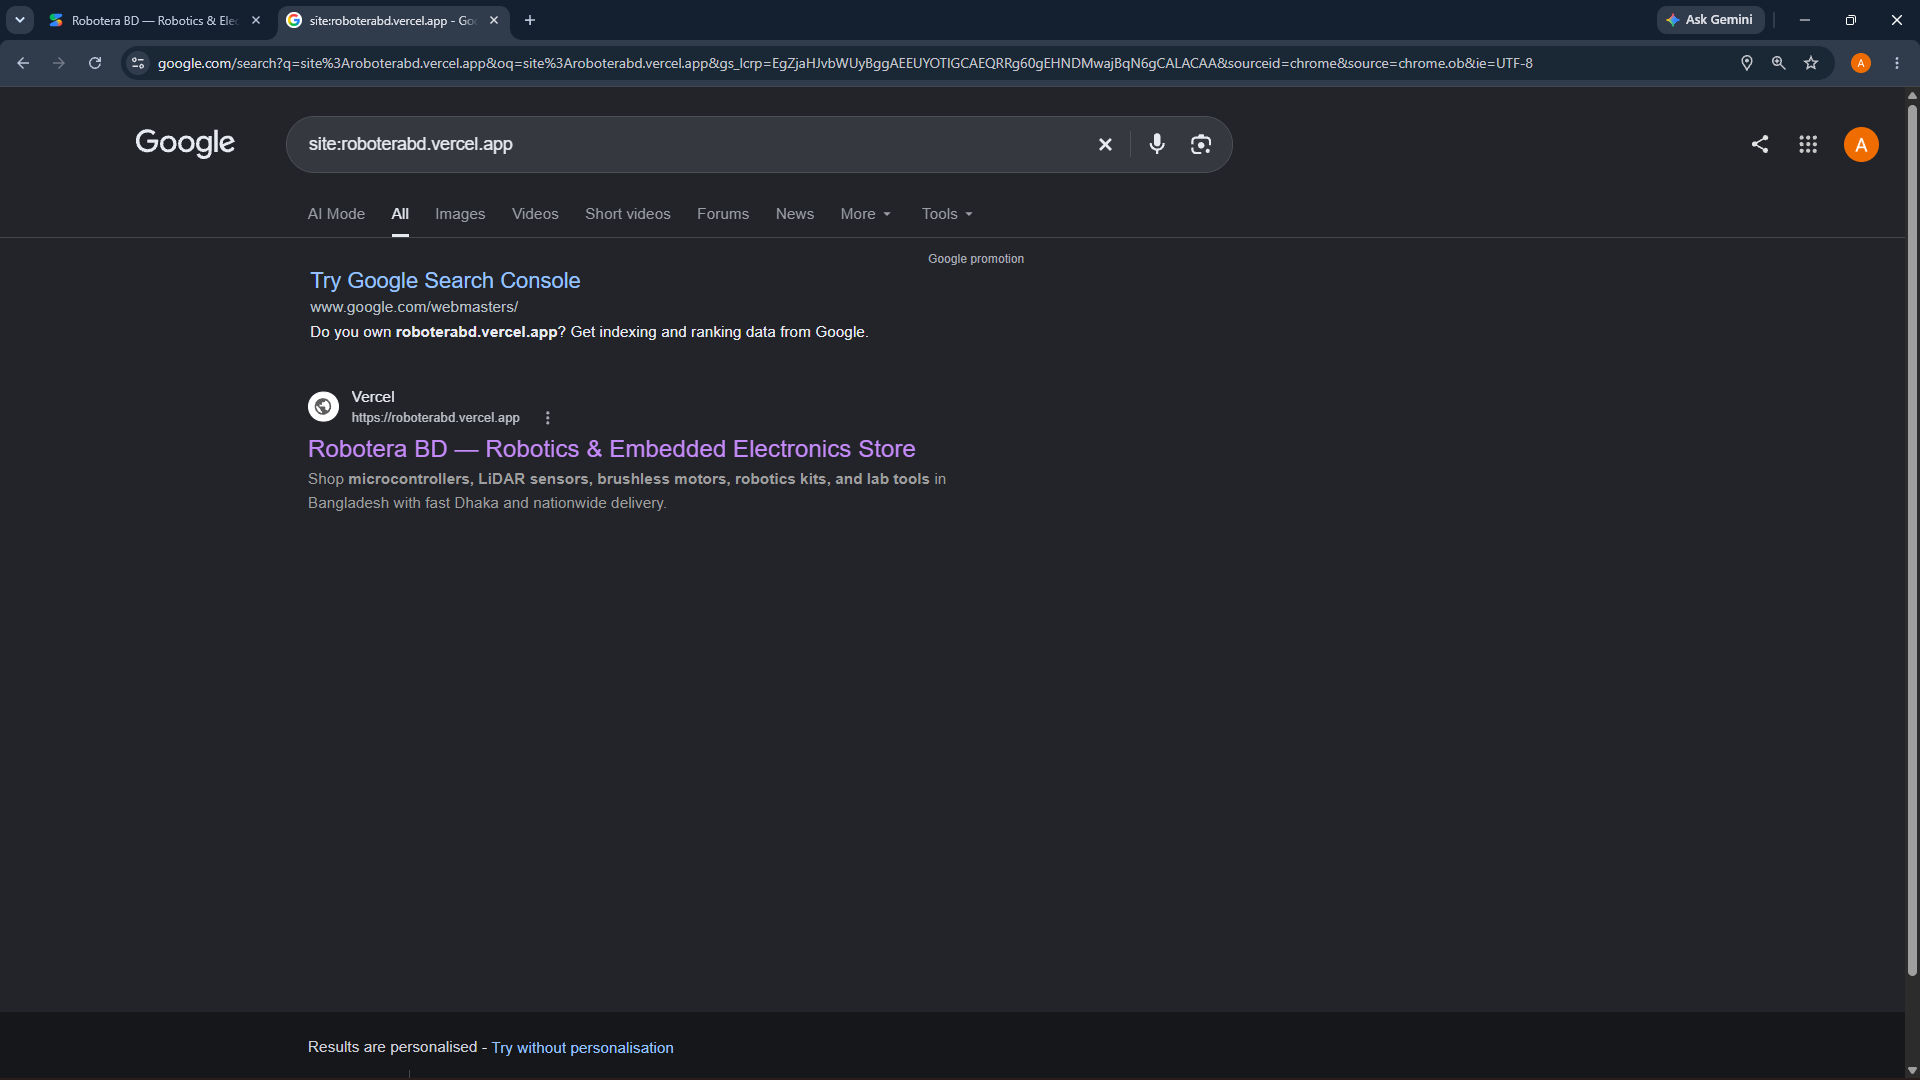 Robotera BD — Robotics & Ele
site:roboterabd.vercel.app - Goo
Ask Gemini
google.com/search?q=site%3Aroboterabd.vercel.app&oq=site%3Aroboterabd.vercel.app&gs_lcrp=EgZjaHJvbWUyBggAEEUYOTIGCAEQRRg60gEHNDMwajBqN6gCALACAA&sourceid=chrome&source=chrome.ob&ie=UTF-8
A
Google
site:roboterabd.vercel.app
A
AI Mode
All
Images
Videos
Short videos
Forums
News
More
Tools
Google promotion
Try Google Search Console
www.google.com/webmasters/
Do you own roboterabd.vercel.app? Get indexing and ranking data from Google.
Vercel
https://roboterabd.vercel.app
Robotera BD — Robotics & Embedded Electronics Store
Shop microcontrollers, LiDAR sensors, brushless motors, robotics kits, and lab tools in
Bangladesh with fast Dhaka and nationwide delivery.
Results are personalised - Try without personalisation